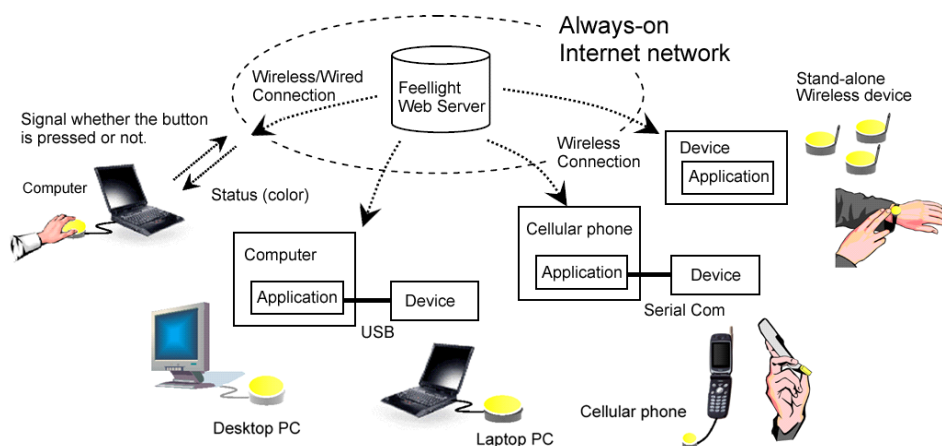 Always-on
Internet network
Wireless/Wired
Connection
Feellight
Web Server
Stand-alone
Wireless device
Signal whether the button
is pressed or not.
Wireless
Connection
Device
Application
Computer
Status (color)
Cellular phone
Application
Device
Serial Com
Computer
Application
Device
USB
Desktop PC
Laptop PC
Cellular phone